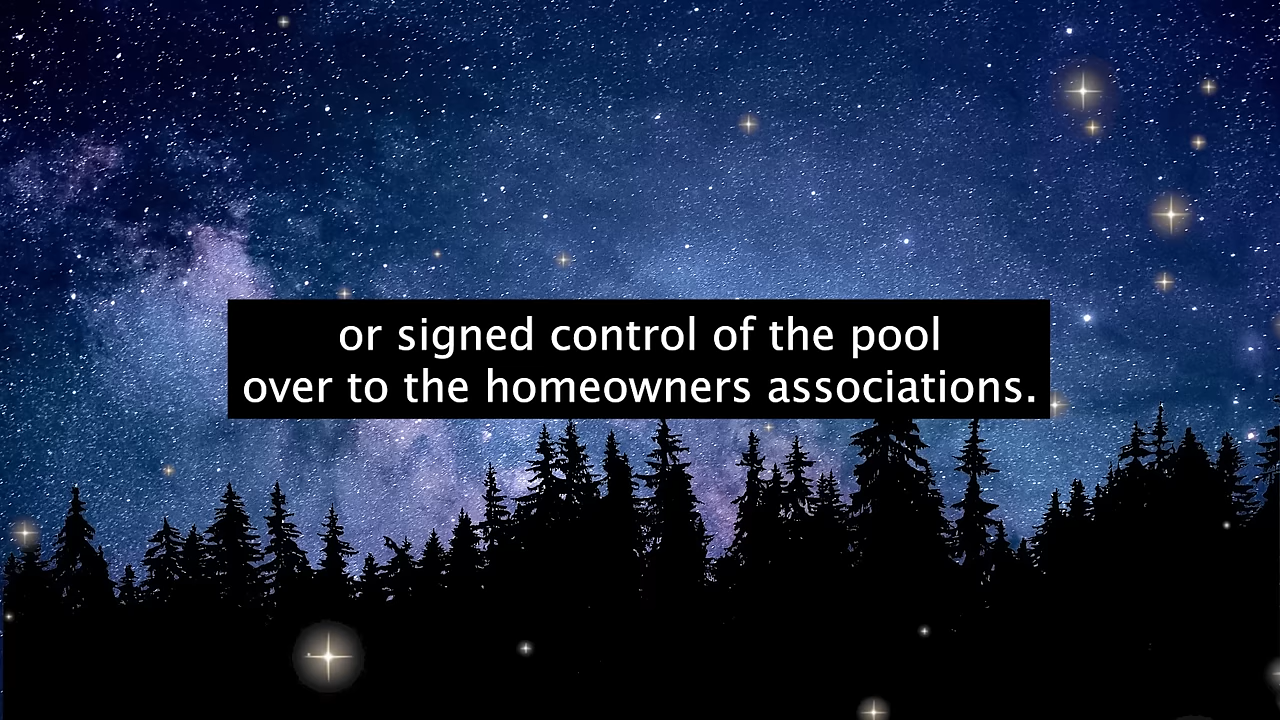 or signed control of the pool
over to the homeowners associations.